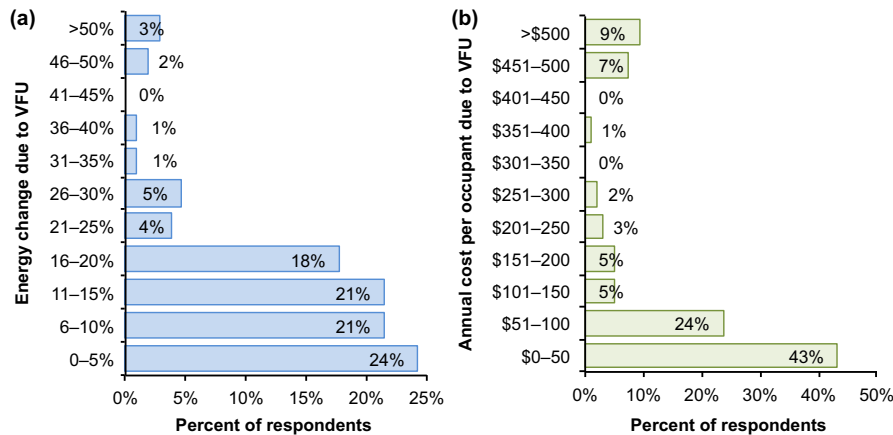 (a)
Energy change due to VFU
>50% 3%
46–50% 2%
41–45% 0%
36–40% 1%
31–35% 1%
26–30% 5%
21–25% 4%
16–20% 18%
11–15% 21%
6–10% 21%
0–5% 24%
0% 5% 10% 15% 20% 25%
Percent of respondents
(b)
Annual cost per occupant due to VFU
>$500 9%
$451–500 7%
$401–450 0%
$351–400 1%
$301–350 0%
$251–300 2%
$201–250 3%
$151–200 5%
$101–150 5%
$51–100 24%
$0–50 43%
0% 10% 20% 30% 40% 50%
Percent of respondents